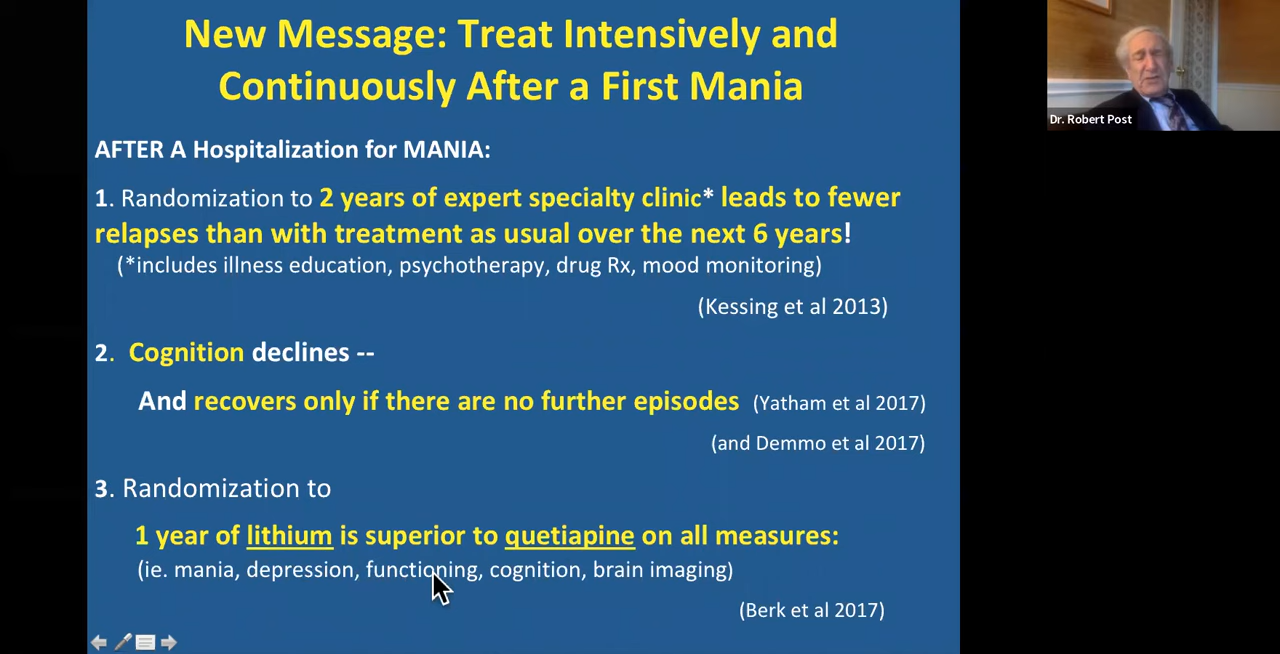 New Message: Treat Intensively and
Continuously After a First Mania
Dr. Robert Post
AFTER A Hospitalization for MANIA:
1. Randomization to 2 years of expert specialty clinic* leads to fewer
relapses than with treatment as usual over the next 6 years!
(*includes illness education, psychotherapy, drug Rx, mood monitoring)
(Kessing et al 2013)
2. Cognition declines --
And recovers only if there are no further episodes (Yatham et al 2017)
(and Demmo et al 2017)
3. Randomization to
1 year of lithium is superior to quetiapine on all measures:
(ie. mania, depression, functioning, cognition, brain imaging)
(Berk et al 2017)